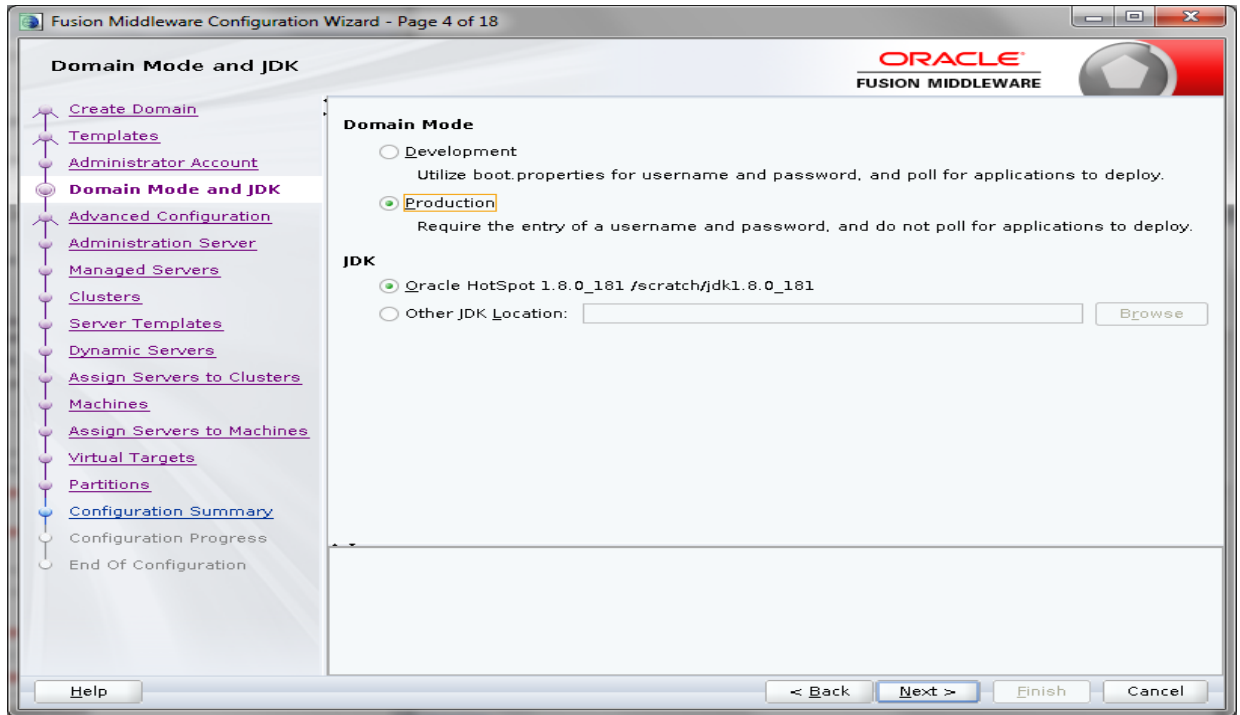 Fusion Middleware Configuration Wizard - Page 4 of 18
Domain Mode and JDK
ORACLE
FUSION MIDDLEWARE
Create Domain
Templates
Administrator Account
Domain Mode and JDK
Advanced Configuration
Administration Server
Managed Servers
Clusters
Server Templates
Dynamic Servers
Assign Servers to Clusters
Machines
Assign Servers to Machines
Virtual Targets
Partitions
Configuration Summary
Configuration Progress
End Of Configuration
Domain Mode
Development
Utilize boot.properties for username and password, and poll for applications to deploy.
Production
Require the entry of a username and password, and do not poll for applications to deploy.
JDK
Oracle HotSpot 1.8.0_181 /scratch/jdk1.8.0_181
Other JDK Location:
Browse
Help
< Back
Next >
Finish
Cancel